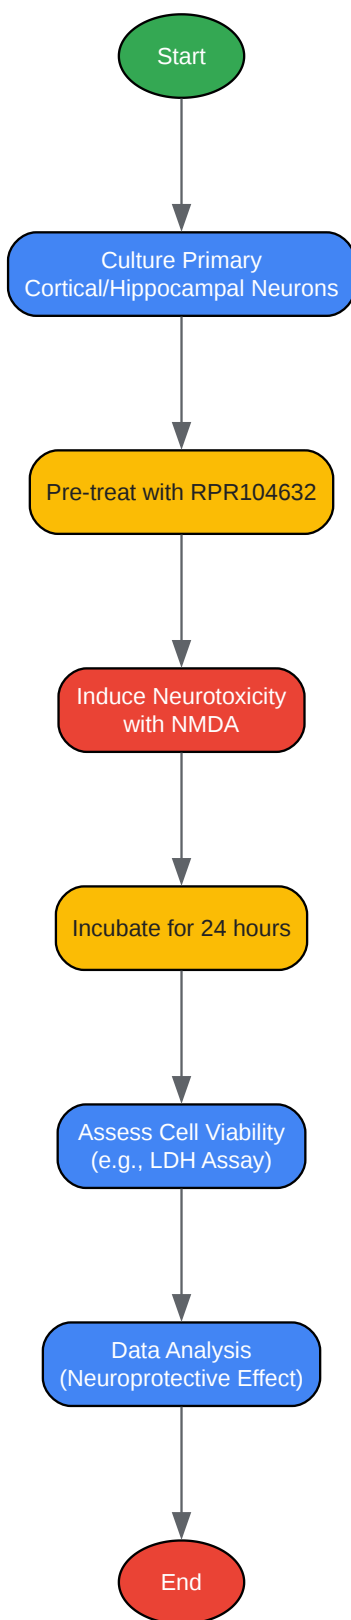 Start
Culture Primary
Cortical/Hippocampal Neurons
Pre-treat with RPR104632
Induce Neurotoxicity
with NMDA
Incubate for 24 hours
Assess Cell Viability
(e.g., LDH Assay)
Data Analysis
(Neuroprotective Effect)
End